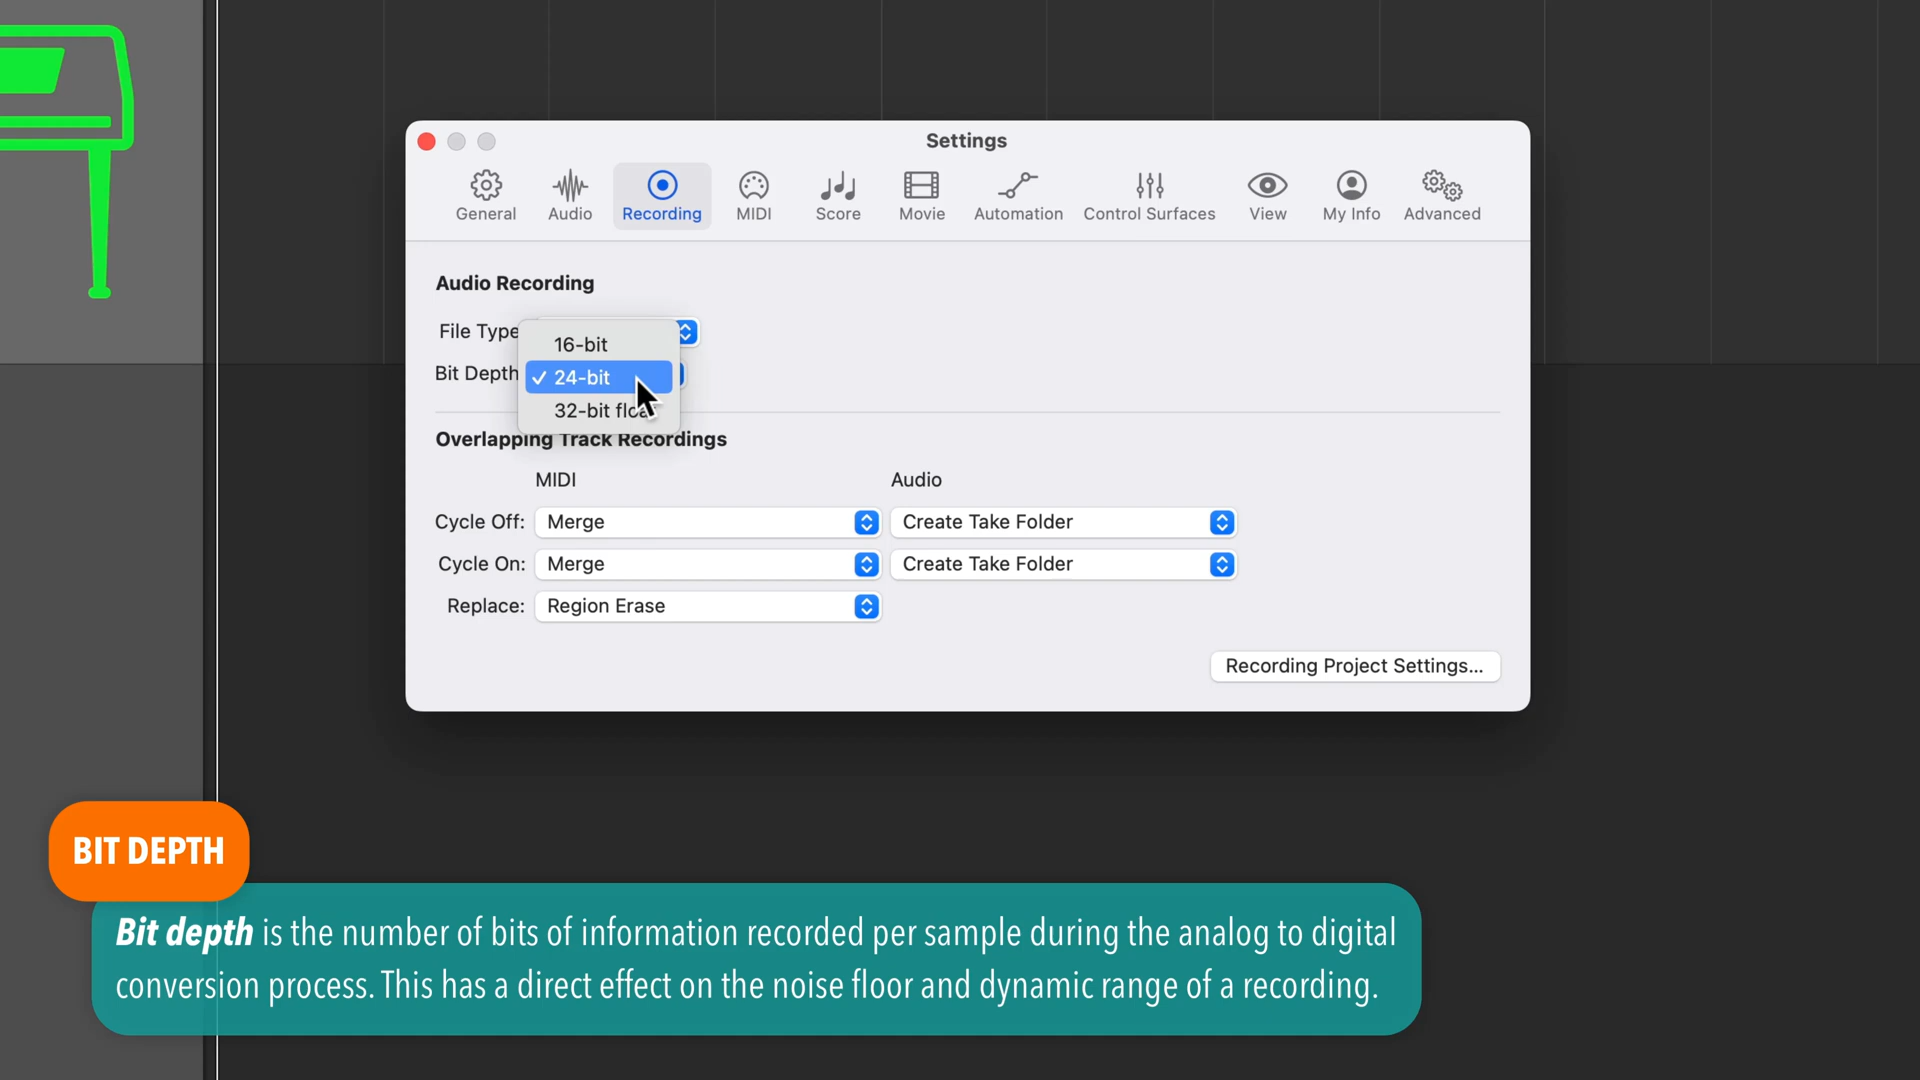 Settings
General Audio Recording MIDI Score Movie Automation Control Surfaces View My Info Advanced
Audio Recording
File Type
16-bit
Bit Depth ✓ 24-bit
32-bit
Overlapping Track Recordings
MIDI Audio
Cycle Off: Merge Create Take Folder
Cycle On: Merge Create Take Folder
Replace: Region Erase
Recording Project Settings...
BIT DEPTH
Bit depth is the number of bits of information recorded per sample during the analog to digital
conversion process. This has a direct effect on the noise floor and dynamic range of a recording.